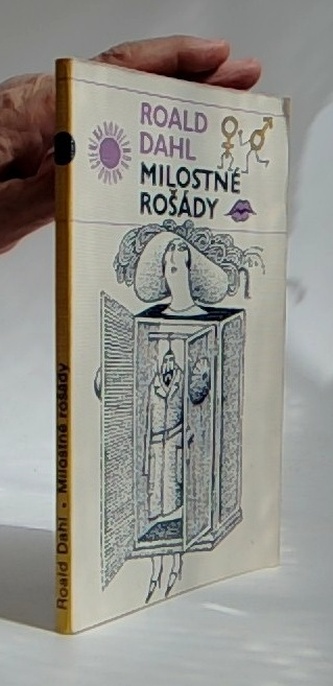 ROALD
DAHL
MILOSTNÉ
ROŠÁDY
Roald Dahl • Milostné rošády